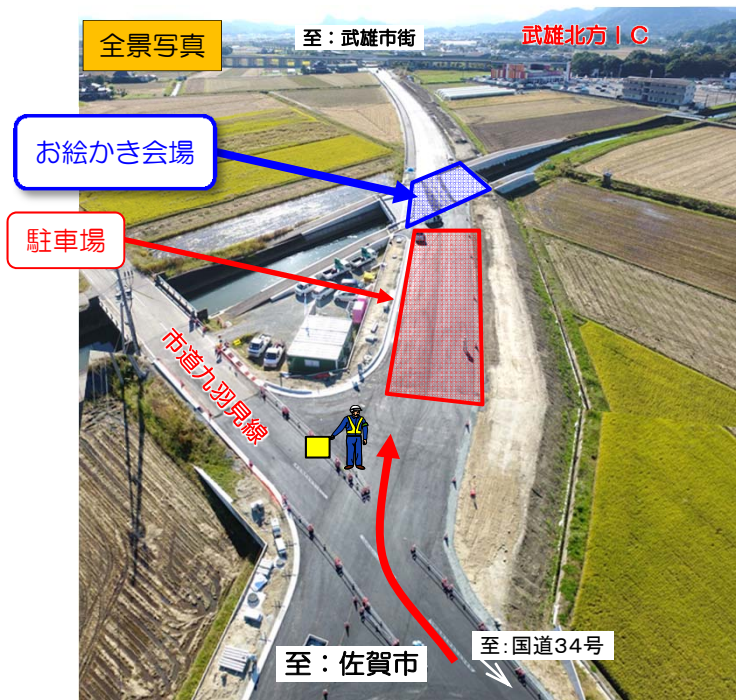 全景写真
至：武雄市街
武雄北方ＩＣ
お絵かき会場
駐車場
市道九羽見線
至：国道34号
至：佐賀市